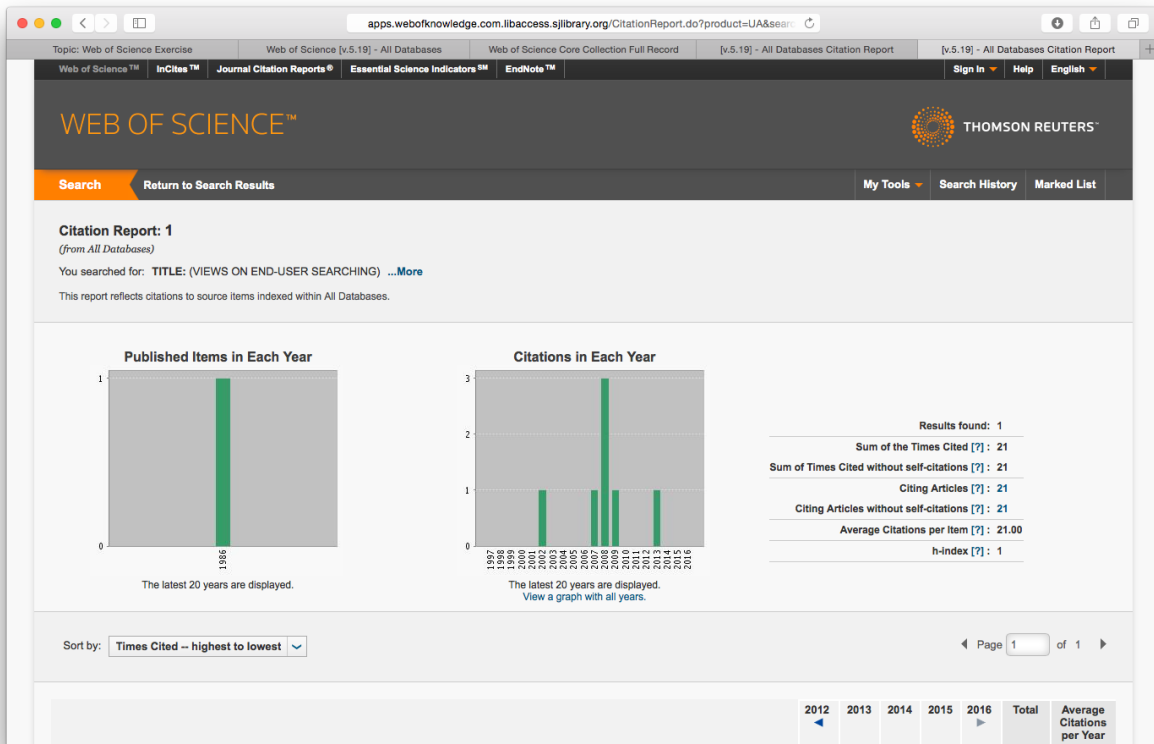 apps.webofknowledge.com.libaccess.sjlibrary.org/CitationReport.do?product=UA&searc
Topic: Web of Science Exercise
Web of Science [v.5.19] - All Databases
Web of Science Core Collection Full Record
[v.5.19] - All Databases Citation Report
[v.5.19] - All Databases Citation Report
Web of Science™ InCites™ Journal Citation Reports® Essential Science Indicators℠ EndNote™
Sign In Help English
WEB OF SCIENCE™
THOMSON REUTERS™
Search Return to Search Results
My Tools Search History Marked List
Citation Report: 1
(from All Databases)
You searched for: TITLE: (VIEWS ON END-USER SEARCHING) ...More
This report reflects citations to source items indexed within All Databases.
Published Items in Each Year
1
0
1986
The latest 20 years are displayed.
Citations in Each Year
3
2
1
0
1997
1998
1999
2000
2001
2002
2003
2004
2005
2006
2007
2008
2009
2010
2011
2012
2013
2014
2015
2016
The latest 20 years are displayed.
View a graph with all years.
Results found: 1
Sum of the Times Cited [?] : 21
Sum of Times Cited without self-citations [?] : 21
Citing Articles [?] : 21
Citing Articles without self-citations [?] : 21
Average Citations per Item [?] : 21.00
h-index [?] : 1
Sort by: Times Cited -- highest to lowest
Page 1 of 1
2012 2013 2014 2015 2016 Total Average
Citations
per Year